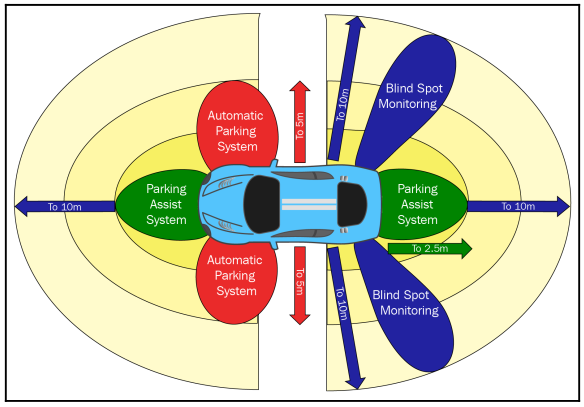 Automatic
Parking
System
To 5m
To 10m
Blind Spot
Monitoring
Parking
Assist
System
To 10m
Parking
Assist
System
To 10m
To 2.5m
Automatic
Parking
System
To 5m
To 10m
Blind Spot
Monitoring